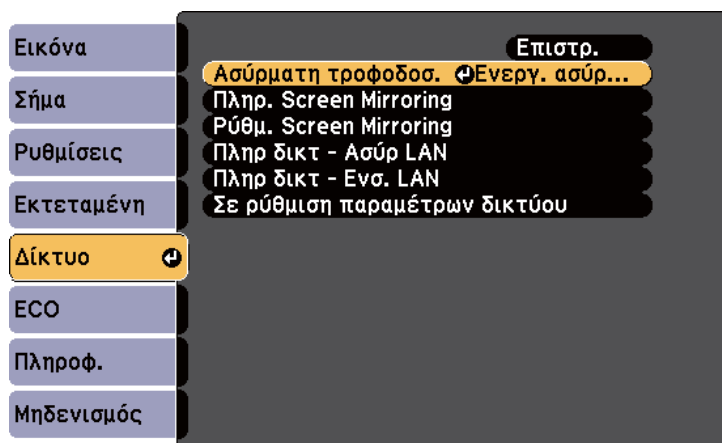 Εικόνα
Σήμα
Ρυθμίσεις
Εκτεταμένη
Δίκτυο
ECO
Πληροφ.
Μηδενισμός
Επιστρ.
Ασύρματη τροφοδοσ. Ενεργ. ασύρ...
Πληρ. Screen Mirroring
Ρύθμ. Screen Mirroring
Πληρ δικτ - Ασύρ LAN
Πληρ δικτ - Ενσ. LAN
Σε ρύθμιση παραμέτρων δικτύου